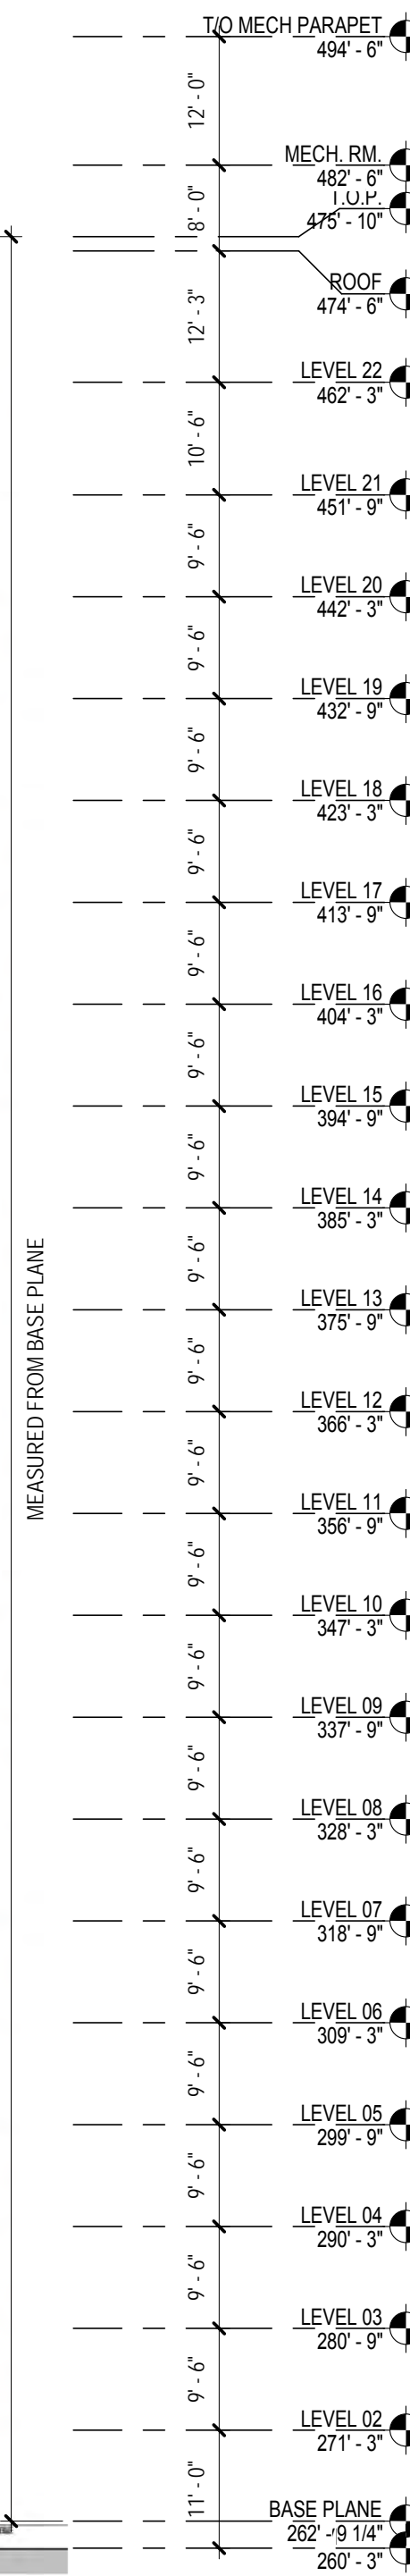 T/O MECH PARAPET
494' - 6"
12' - 0"
MECH. RM.
482' - 6"
T.O.P.
475' - 10"
8' - 0"
ROOF
474' - 6"
12' - 3"
LEVEL 22
462' - 3"
10' - 6"
LEVEL 21
451' - 9"
9' - 6"
LEVEL 20
442' - 3"
9' - 6"
LEVEL 19
432' - 9"
9' - 6"
LEVEL 18
423' - 3"
9' - 6"
LEVEL 17
413' - 9"
9' - 6"
LEVEL 16
404' - 3"
9' - 6"
LEVEL 15
394' - 9"
9' - 6"
LEVEL 14
385' - 3"
9' - 6"
MEASURED FROM BASE PLANE
LEVEL 13
375' - 9"
9' - 6"
LEVEL 12
366' - 3"
9' - 6"
LEVEL 11
356' - 9"
9' - 6"
LEVEL 10
347' - 3"
9' - 6"
LEVEL 09
337' - 9"
9' - 6"
LEVEL 08
328' - 3"
9' - 6"
LEVEL 07
318' - 9"
9' - 6"
LEVEL 06
309' - 3"
9' - 6"
LEVEL 05
299' - 9"
9' - 6"
LEVEL 04
290' - 3"
9' - 6"
LEVEL 03
280' - 9"
9' - 6"
LEVEL 02
271' - 3"
11' - 0"
BASE PLANE
262' - 9 1/4"
260' - 3"